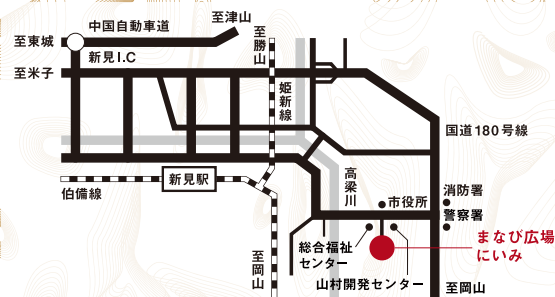 至津山
中国自動車道
至勝山
至東城
新見I.C
至米子
姫新線
国道180号線
高梁川
新見駅
伯備線
消防署
市役所
警察署
まなび広場
にいみ
総合福祉
センター
至岡山
山村開発センター
至岡山